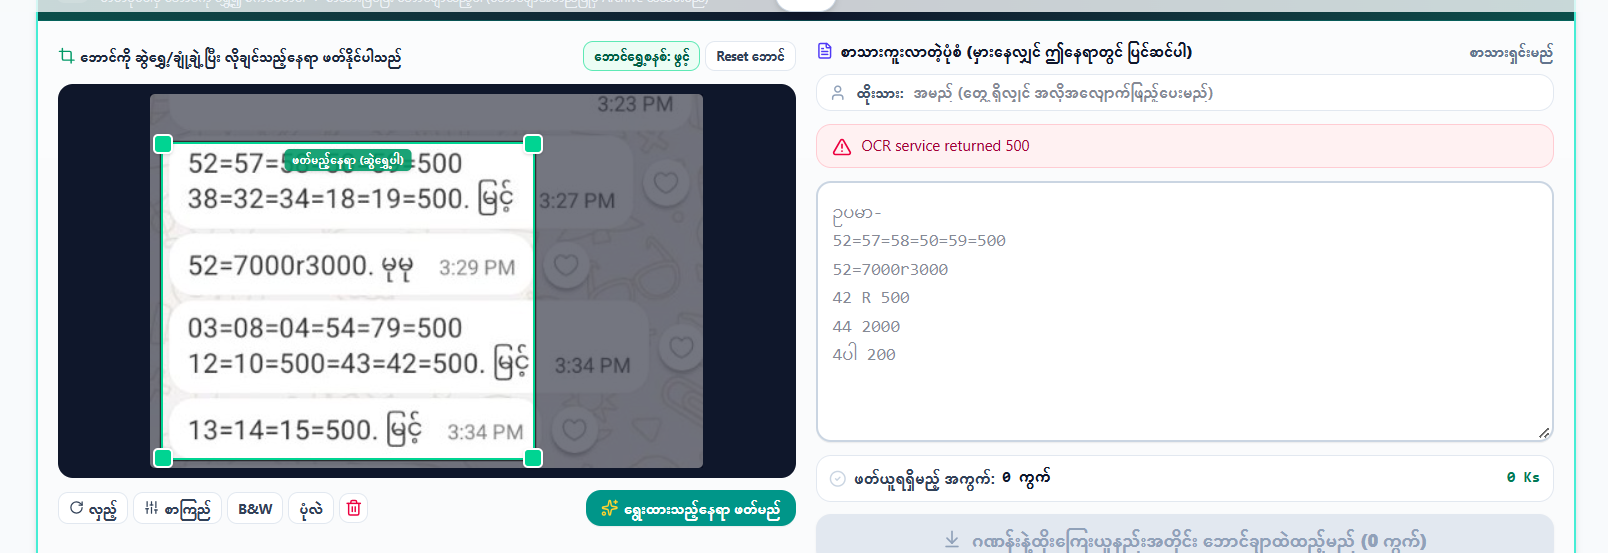 ဘောင်ကို ဆွဲရွှေ့/ချုံ့ချဲ့ပြီး လိုချင်သည့်နေရာ ဖတ်နိုင်ပါသည်
ဘောင်ရွှေ့စနစ်: ဖွင့်
Reset ဘောင်
3:23 PM
ဖတ်မည့်နေရာ (ဆွဲရွှေ့ပါ)
52=57= =500
38=32=34=18=19=500. မြင့်
3:27 PM
52=7000r3000. မုမု
3:29 PM
03=08=04=54=79=500
12=10=500=43=42=500. မြင့်
3:34 PM
13=14=15=500. မြင့်
3:34 PM
လှည့်
စာကြည်
B&W
ပုံလဲ
ရွေးထားသည့်နေရာ ဖတ်မည်
စာသားကူးလာတဲ့ပုံစံ (မှားနေလျှင် ဤနေရာတွင် ပြင်ဆင်ပါ)
စာသားရှင်းမည်
ထိုးသား: အမည် (တွေ့ရှိလျှင် အလိုအလျောက်ဖြည့်ပေးမည်)
OCR service returned 500
ဥပမာ-
52=57=58=50=59=500
52=7000r3000
42 R 500
44 2000
4ပါ 200
ဖတ်ယူရရှိမည့် အကွက်: 0 ကွက်
0 Ks
ဂဏန်းနဲ့ထိုးကြေးယူနည်းအတိုင်း ဘောင်ချာထဲထည့်မည် (0 ကွက်)